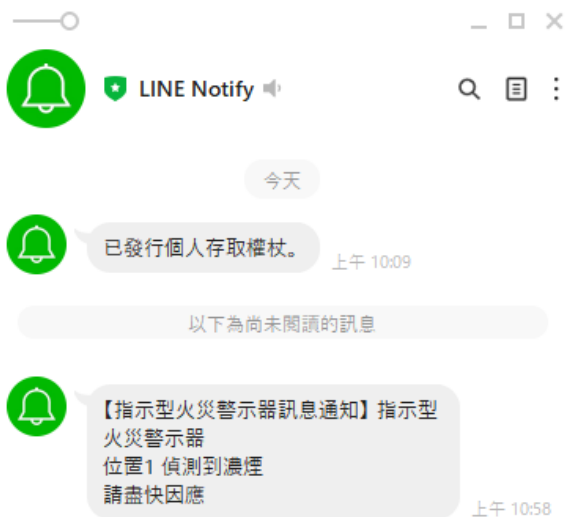 LINE Notify
今天
已發行個人存取權杖。
上午 10:09
以下為尚未閱讀的訊息
【指示型火災警示器訊息通知】指示型
火災警示器
位置1 偵測到濃煙
請盡快因應
上午 10:58